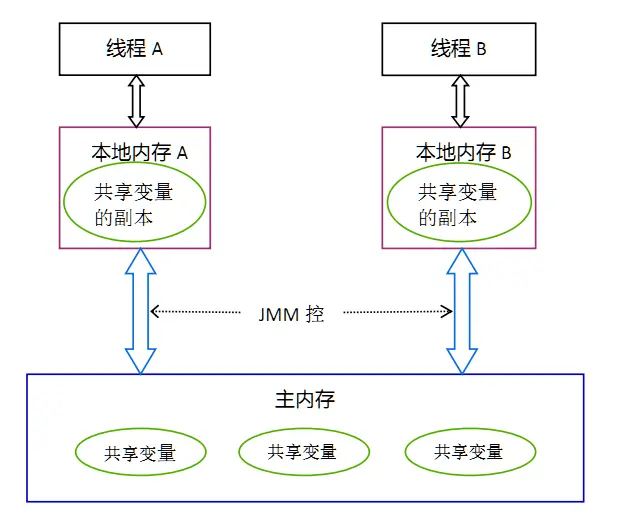 线程 A
线程 B
本地内存 A
共享变量
的副本
本地内存 B
共享变量
的副本
JMM 控
主内存
共享变量
共享变量
共享变量